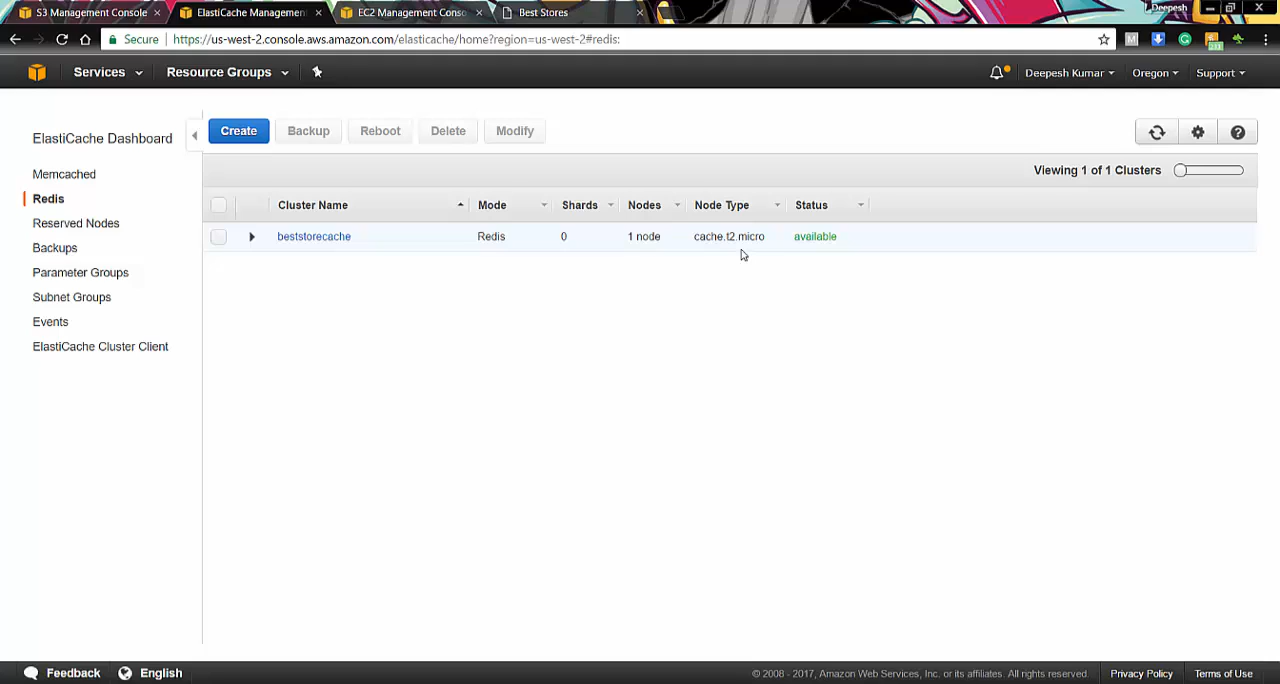 S3 Management Console
ElastiCache Managemen
EC2 Management Conso
Best Stores
Deepesh
Secure https://us-west-2.console.aws.amazon.com/elasticache/home?region=us-west-2#redis:
Services Resource Groups Deepesh Kumar Oregon Support
ElastiCache Dashboard
Memcached
Redis
Reserved Nodes
Backups
Parameter Groups
Subnet Groups
Events
ElastiCache Cluster Client
Create Backup Reboot Delete Modify
Viewing 1 of 1 Clusters
Cluster Name Mode Shards Nodes Node Type Status
beststorecache Redis 0 1 node cache.t2.micro available
Feedback English © 2008 - 2017, Amazon Web Services, Inc. or its affiliates. All rights reserved. Privacy Policy Terms of Use